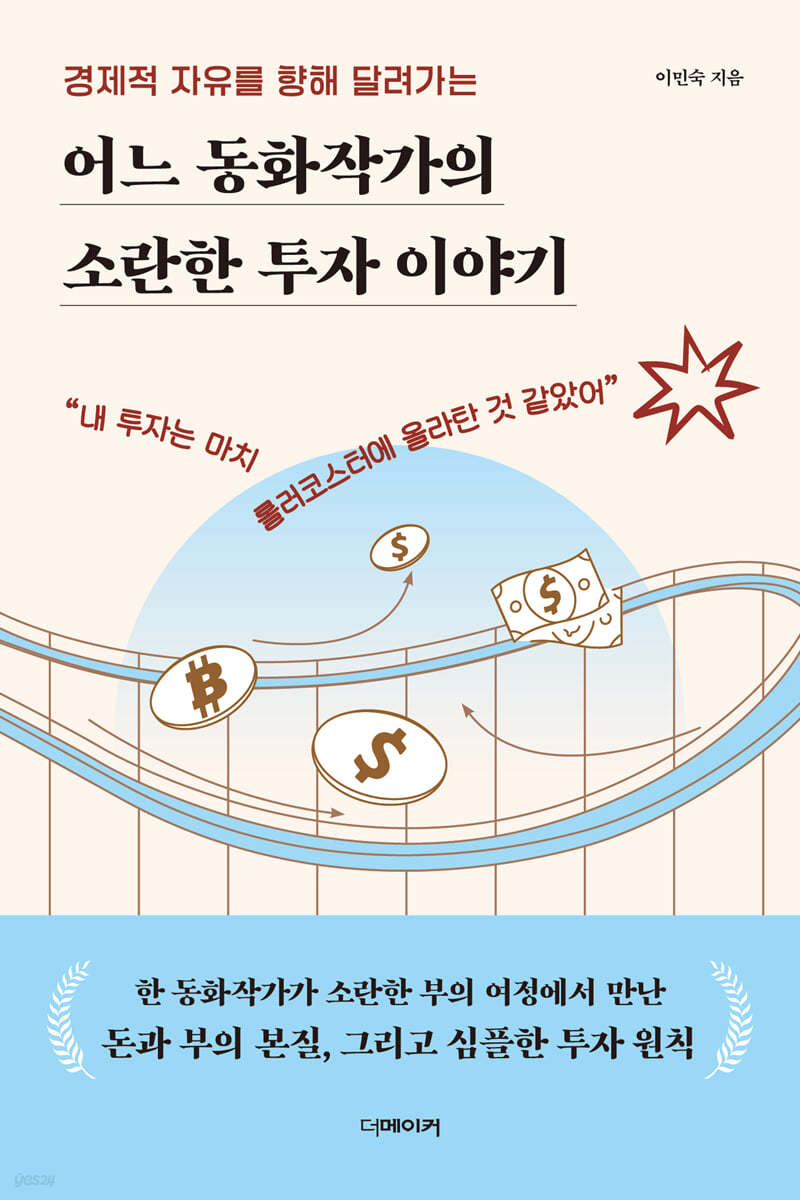 경제적 자유를 향해 달려가는
이민숙 지음
어느 동화작가의
소란한 투자 이야기
“내 투자는 마치
롤러코스터에 올라탄 것 같았어”
$
$
B
$
한 동화작가가 소란한 부의 여정에서 만난
돈과 부의 본질, 그리고 심플한 투자 원칙
더메이커
yes24